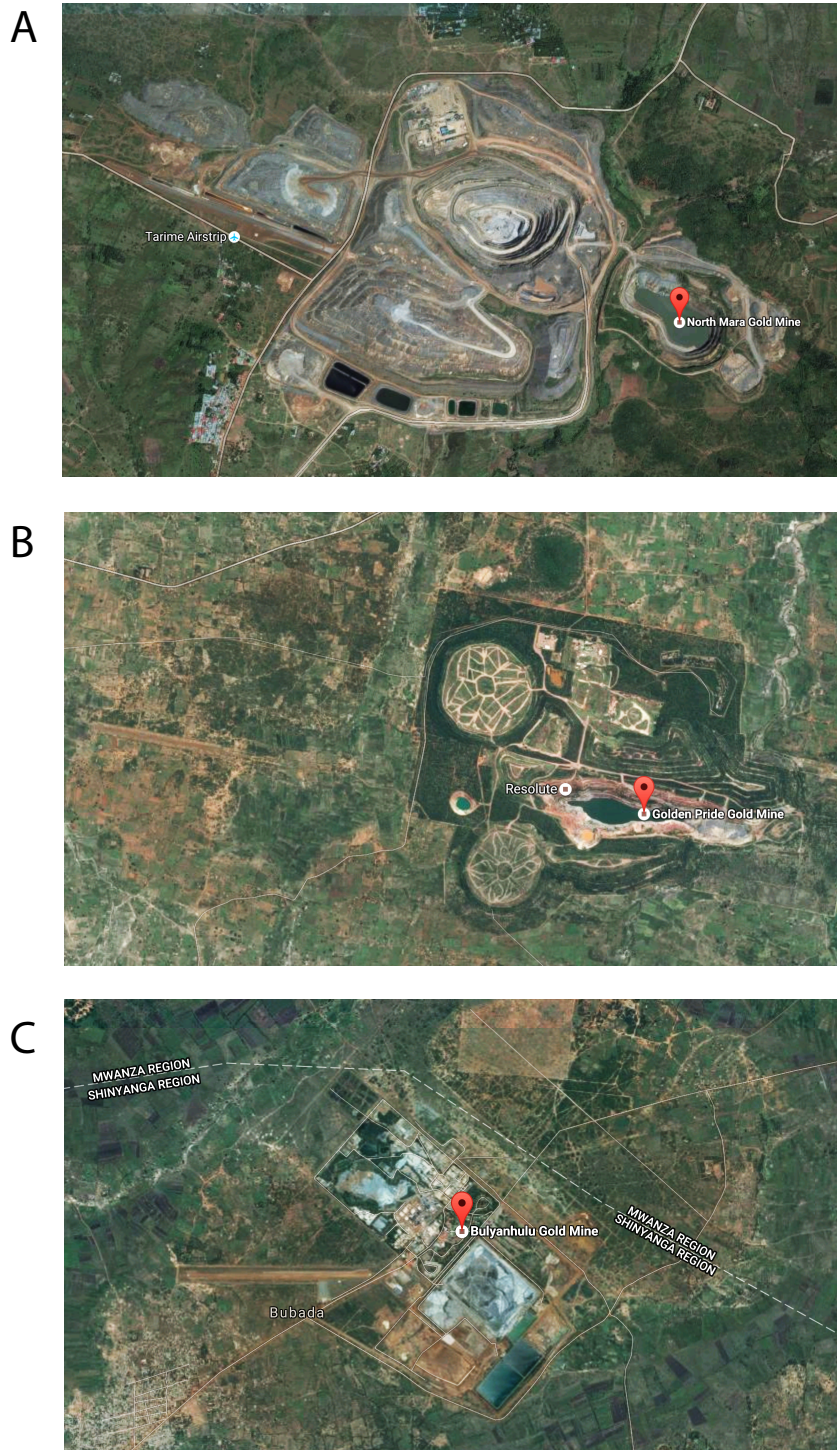 A
Tarime Airstrip
North Mara Gold Mine
B
Resolute
Golden Pride Gold Mine
C
MWANZA REGION
SHINYANGA REGION
Bulyanhulu Gold Mine
MWANZA REGION
SHINYANGA REGION
Bubada